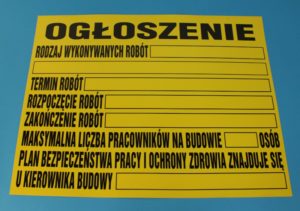 OGŁOSZENIE
RODZAJ WYKONYWANYCH ROBÓT
TERMIN ROBÓT
ROZPOCZĘCIE ROBÓT
ZAKOŃCZENIE ROBÓT
MAKSYMALNA LICZBA PRACOWNIKÓW NA BUDOWIE OSÓB
PLAN BEZPIECZEŃSTWA PRACY I OCHRONY ZDROWIA ZNAJDUJE SIĘ
U KIEROWNIKA BUDOWY